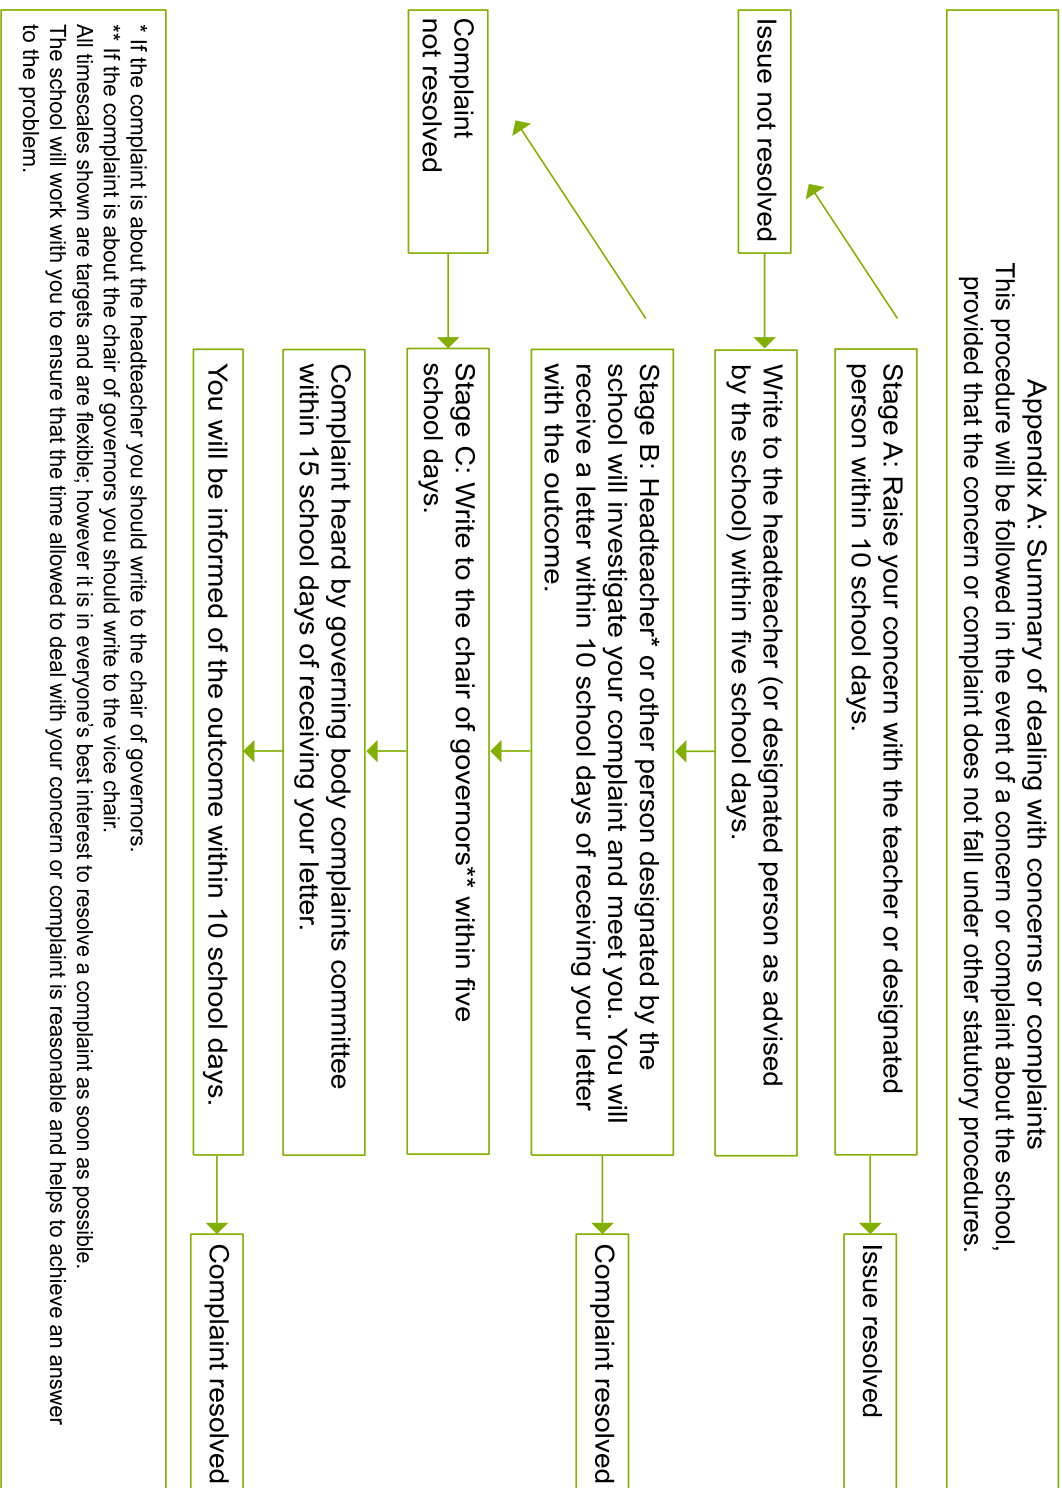 Appendix A: Summary of dealing with concerns or complaints
This procedure will be followed in the event of a concern or complaint about the school,
provided that the concern or complaint does not fall under other statutory procedures.
Stage A: Raise your concern with the teacher or designated
person within 10 school days.
Issue resolved
Issue not resolved
Write to the headteacher (or designated person as advised
by the school) within five school days.
Stage B: Headteacher* or other person designated by the
school will investigate your complaint and meet you. You will
receive a letter within 10 school days of receiving your letter
with the outcome.
Complaint resolved
Complaint
not resolved
Stage C: Write to the chair of governors** within five
school days.
Complaint heard by governing body complaints committee
within 15 school days of receiving your letter.
You will be informed of the outcome within 10 school days.
Complaint resolved
* If the complaint is about the headteacher you should write to the chair of governors.
** If the complaint is about the chair of governors you should write to the vice chair.
All timescales shown are targets and are flexible; however it is in everyone’s best interest to resolve a complaint as soon as possible.
The school will work with you to ensure that the time allowed to deal with your concern or complaint is reasonable and helps to achieve an answer
to the problem.